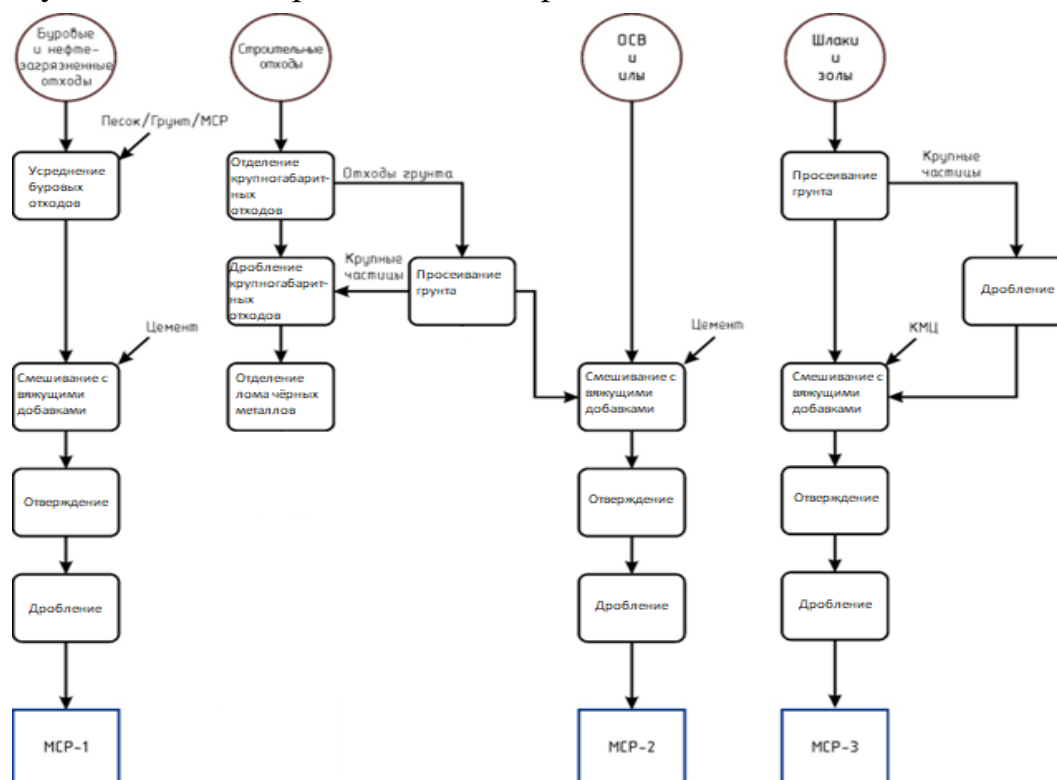 Буровые
и нефте-
загрязненные
отходы
Строительные
отходы
ОСВ
и
илы
Шлаки
и
золы
Песок/Грунт/МСР
Усреднение
буровых
отходов
Отделение
крупногабарит-
ных
отходов
Отходы грунта
Просеивание
грунта
Крупные
частицы
Дробление
крупногабарит-
ных
отходов
Крупные
частицы
Просеивание
грунта
Дробление
Цемент
Цемент
КМЦ
Смешивание с
вяжущими
добавками
Отделение
лома чёрных
металлов
Смешивание с
вяжущими
добавками
Смешивание с
вяжущими
добавками
Отверждение
Отверждение
Отверждение
Дробление
Дробление
Дробление
МСР-1
МСР-2
МСР-3